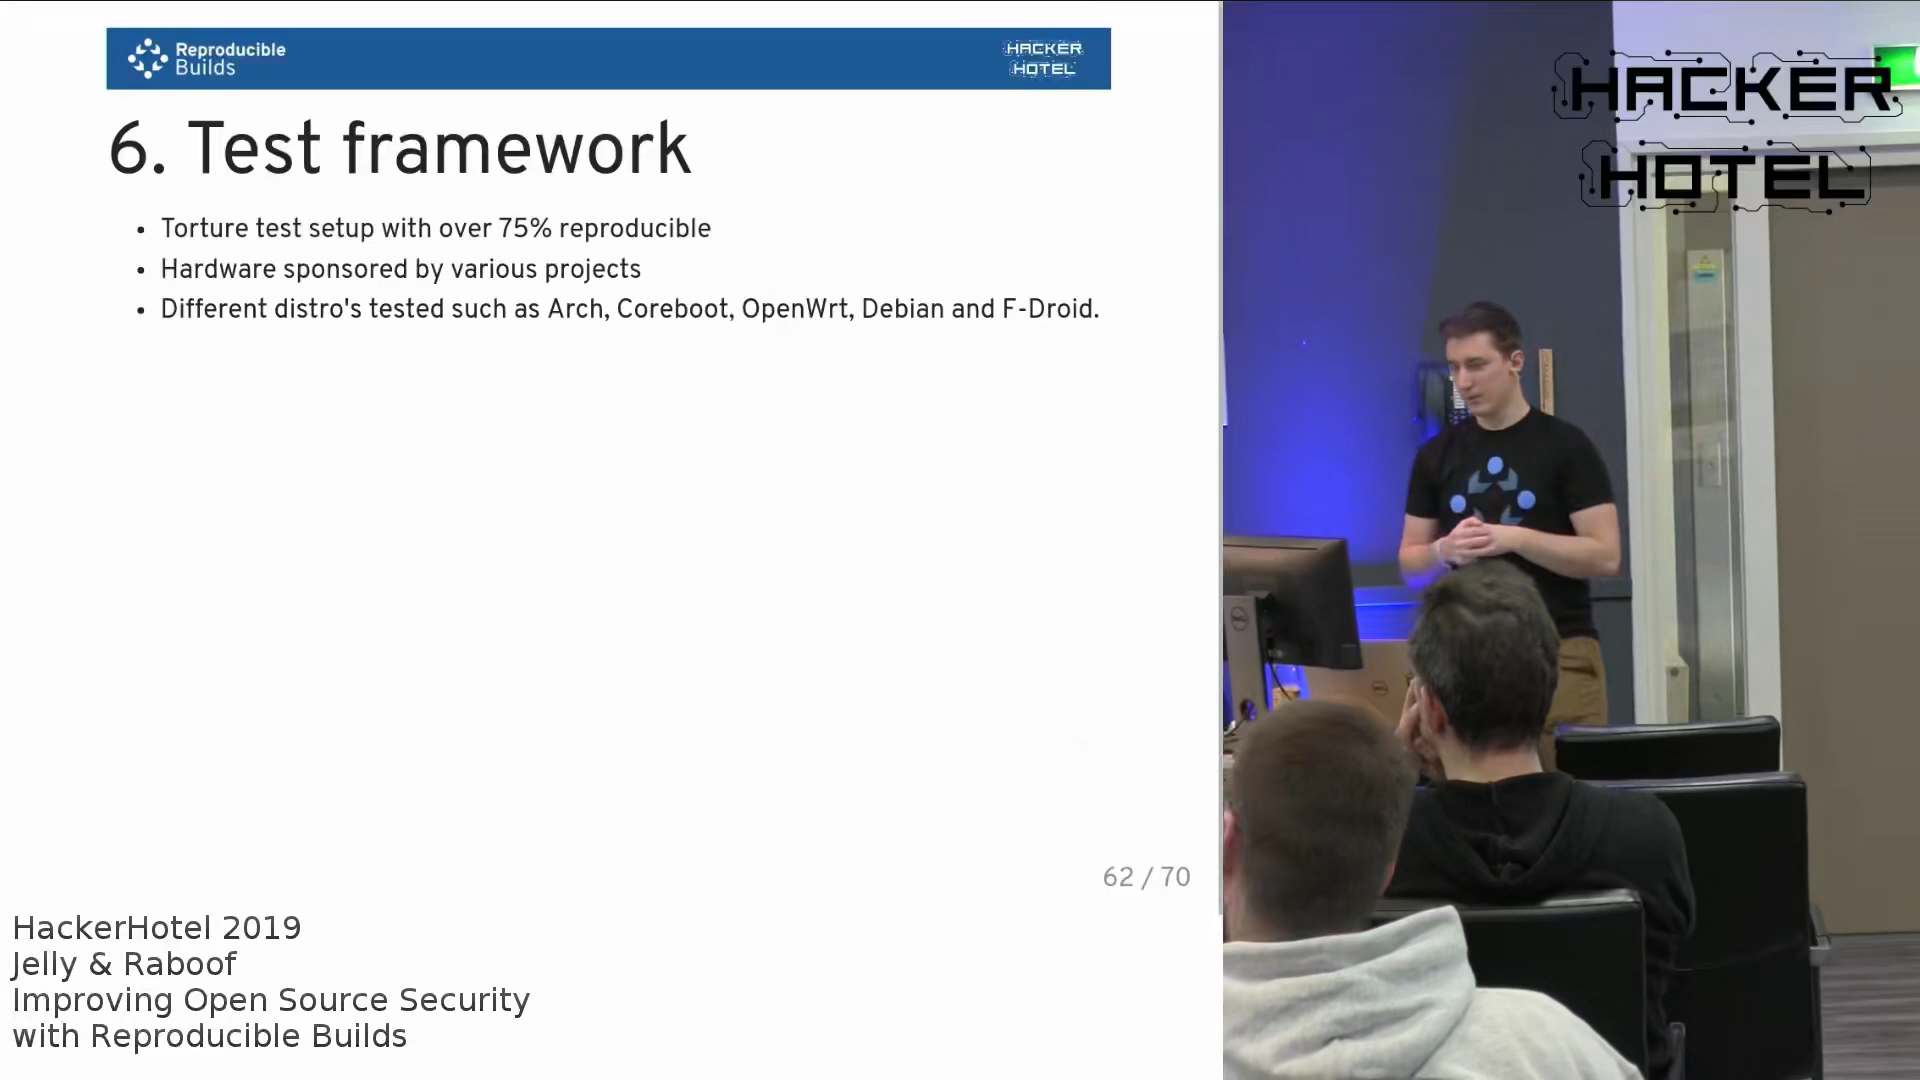 Reproducible
Builds
HACKER
HOTEL
6. Test framework
• Torture test setup with over 75% reproducible
• Hardware sponsored by various projects
• Different distro's tested such as Arch, Coreboot, OpenWrt, Debian and F-Droid.
62 / 70
HackerHotel 2019
Jelly & Raboof
Improving Open Source Security
with Reproducible Builds
HACKER
HOTEL
DELL